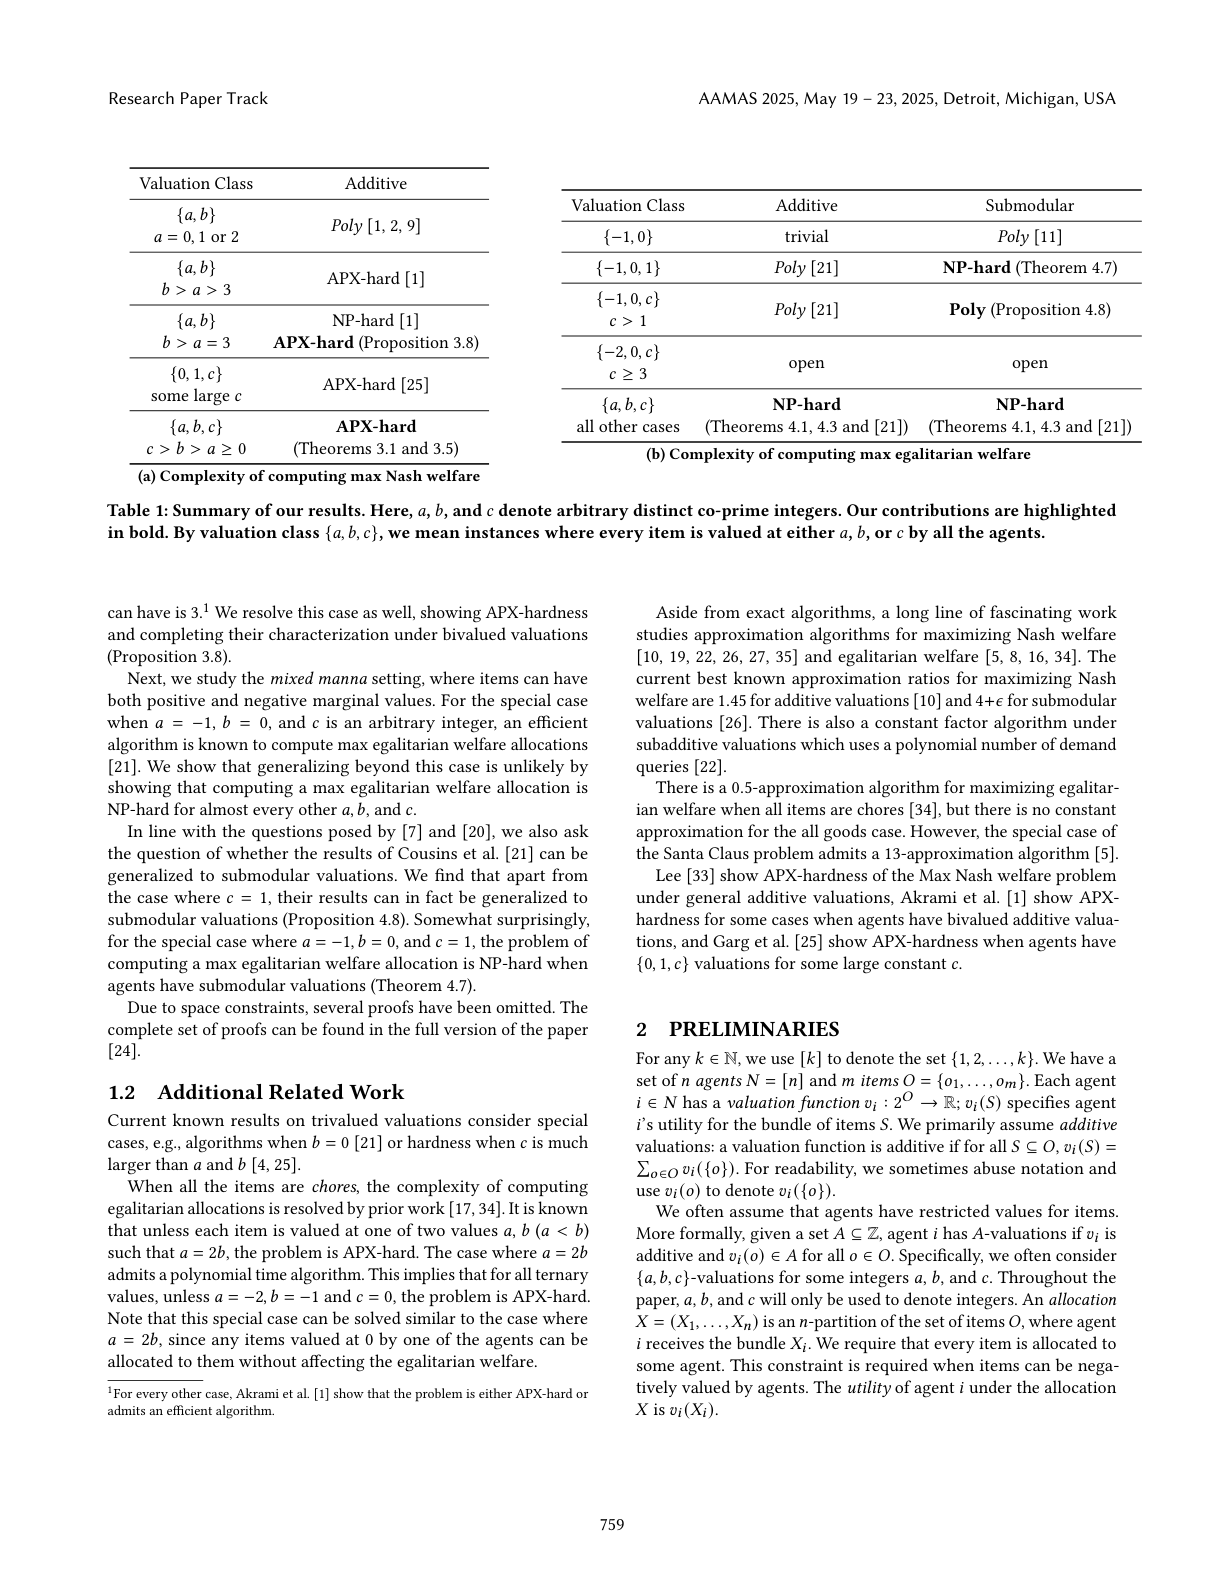 Research Paper Track
AAMAS 2025, May 19 – 23, 2025, Detroit, Michigan, USA
Valuation Class Additive
{a, b}
a = 0, 1 or 2
Poly [1, 2, 9]
{a, b}
b > a > 3
APX-hard [1]
{a, b}
b > a = 3
NP-hard [1]
APX-hard (Proposition 3.8)
{0, 1, c}
some large c
APX-hard [25]
{a, b, c}
c > b > a ≥ 0
APX-hard
(Theorems 3.1 and 3.5)
(a) Complexity of computing max Nash welfare
Valuation Class Additive Submodular
{−1, 0} trivial Poly [11]
{−1, 0, 1} Poly [21] NP-hard (Theorem 4.7)
{−1, 0, c}
c > 1
Poly [21] Poly (Proposition 4.8)
{−2, 0, c}
c ≥ 3
open open
{a, b, c}
all other cases
NP-hard
(Theorems 4.1, 4.3 and [21])
NP-hard
(Theorems 4.1, 4.3 and [21])
(b) Complexity of computing max egalitarian welfare
Table 1: Summary of our results. Here, a, b, and c denote arbitrary distinct co-prime integers. Our contributions are highlighted
in bold. By valuation class {a, b, c}, we mean instances where every item is valued at either a, b, or c by all the agents.
can have is 3.1 We resolve this case as well, showing APX-hardness
and completing their characterization under bivalued valuations
(Proposition 3.8).
Next, we study the mixed manna setting, where items can have
both positive and negative marginal values. For the special case
when a = −1, b = 0, and c is an arbitrary integer, an efficient
algorithm is known to compute max egalitarian welfare allocations
[21]. We show that generalizing beyond this case is unlikely by
showing that computing a max egalitarian welfare allocation is
NP-hard for almost every other a, b, and c.
In line with the questions posed by [7] and [20], we also ask
the question of whether the results of Cousins et al. [21] can be
generalized to submodular valuations. We find that apart from
the case where c = 1, their results can in fact be generalized to
submodular valuations (Proposition 4.8). Somewhat surprisingly,
for the special case where a = −1, b = 0, and c = 1, the problem of
computing a max egalitarian welfare allocation is NP-hard when
agents have submodular valuations (Theorem 4.7).
Due to space constraints, several proofs have been omitted. The
complete set of proofs can be found in the full version of the paper
[24].
1.2 Additional Related Work
Current known results on trivalued valuations consider special
cases, e.g., algorithms when b = 0 [21] or hardness when c is much
larger than a and b [4, 25].
When all the items are chores, the complexity of computing
egalitarian allocations is resolved by prior work [17, 34]. It is known
that unless each item is valued at one of two values a, b (a < b)
such that a = 2b, the problem is APX-hard. The case where a = 2b
admits a polynomial time algorithm. This implies that for all ternary
values, unless a = −2, b = −1 and c = 0, the problem is APX-hard.
Note that this special case can be solved similar to the case where
a = 2b, since any items valued at 0 by one of the agents can be
allocated to them without affecting the egalitarian welfare.
1For every other case, Akrami et al. [1] show that the problem is either APX-hard or
admits an efficient algorithm.
Aside from exact algorithms, a long line of fascinating work
studies approximation algorithms for maximizing Nash welfare
[10, 19, 22, 26, 27, 35] and egalitarian welfare [5, 8, 16, 34]. The
current best known approximation ratios for maximizing Nash
welfare are 1.45 for additive valuations [10] and 4+ϵ for submodular
valuations [26]. There is also a constant factor algorithm under
subadditive valuations which uses a polynomial number of demand
queries [22].
There is a 0.5-approximation algorithm for maximizing egalitar-
ian welfare when all items are chores [34], but there is no constant
approximation for the all goods case. However, the special case of
the Santa Claus problem admits a 13-approximation algorithm [5].
Lee [33] show APX-hardness of the Max Nash welfare problem
under general additive valuations, Akrami et al. [1] show APX-
hardness for some cases when agents have bivalued additive valua-
tions, and Garg et al. [25] show APX-hardness when agents have
{0, 1, c} valuations for some large constant c.
2 PRELIMINARIES
For any k ∈ ℕ, we use [k] to denote the set {1, 2, . . . , k}. We have a
set of n agents N = [n] and m items O = {o1, . . . , om}. Each agent
i ∈ N has a valuation function vi : 2^O → ℝ; vi(S) specifies agent
i's utility for the bundle of items S. We primarily assume additive
valuations: a valuation function is additive if for all S ⊆ O, vi(S) =
∑o∈O vi({o}). For readability, we sometimes abuse notation and
use vi(o) to denote vi({o}).
We often assume that agents have restricted values for items.
More formally, given a set A ⊆ ℤ, agent i has A-valuations if vi is
additive and vi(o) ∈ A for all o ∈ O. Specifically, we often consider
{a, b, c}-valuations for some integers a, b, and c. Throughout the
paper, a, b, and c will only be used to denote integers. An allocation
X = (X1, . . . , Xn) is an n-partition of the set of items O, where agent
i receives the bundle Xi. We require that every item is allocated to
some agent. This constraint is required when items can be nega-
tively valued by agents. The utility of agent i under the allocation
X is vi(Xi).
759